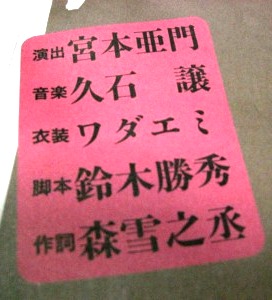 演出 宮本亜門
音楽 久石 譲
衣装 ワダエミ
脚本 鈴木勝秀
作詞 森雪之丞